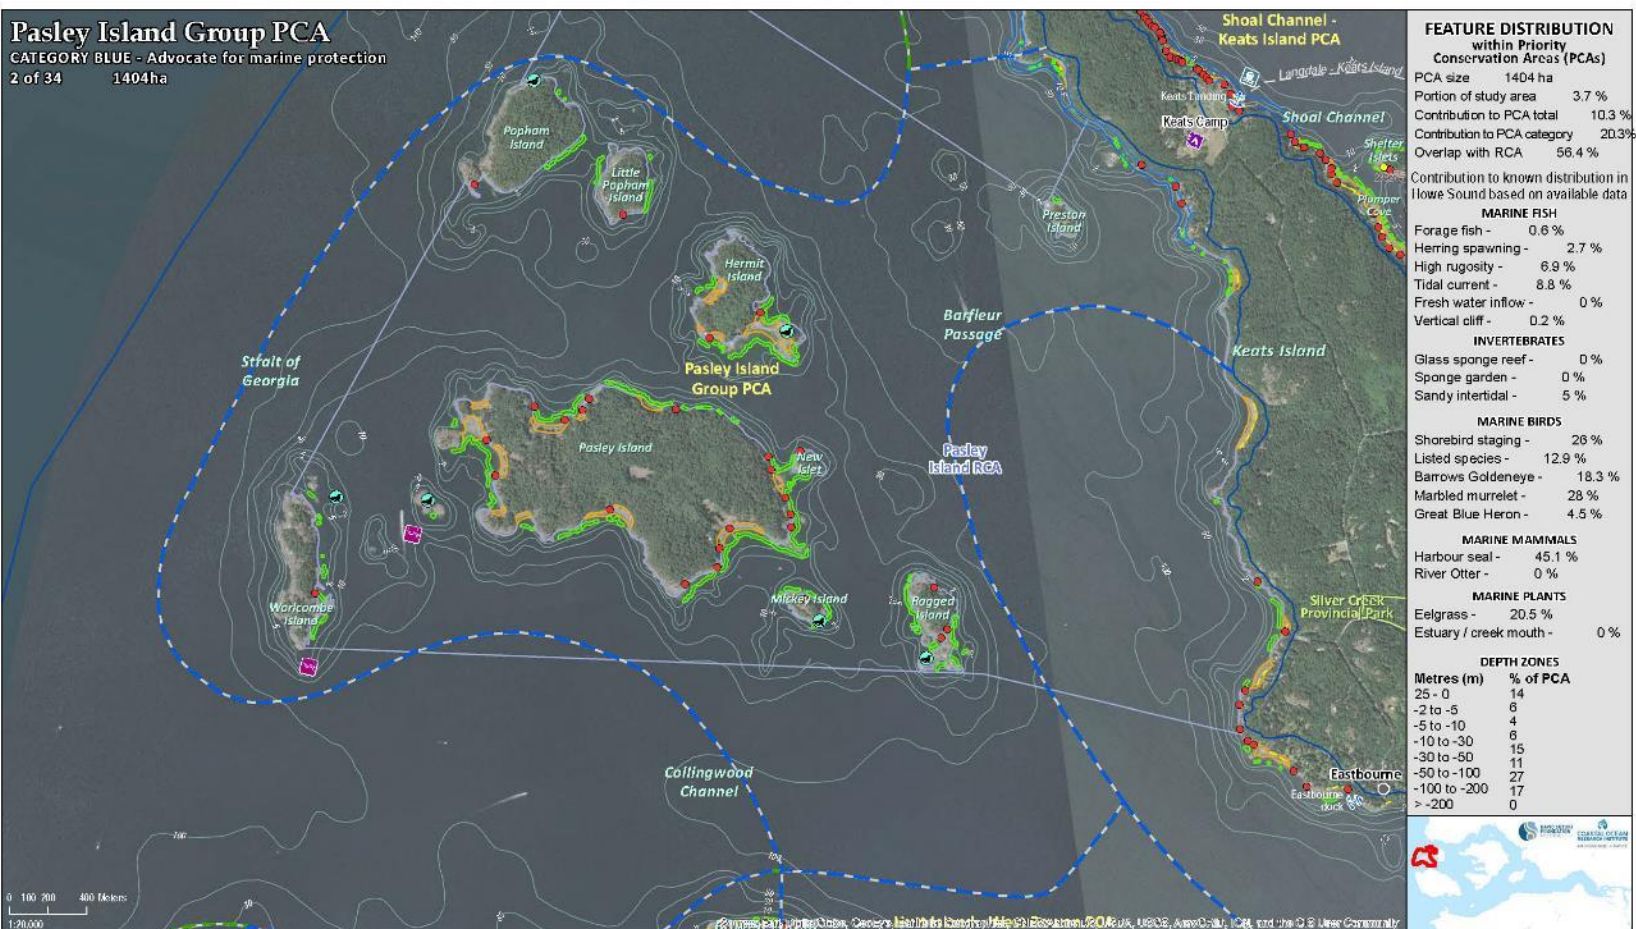 Pasley Island Group PCA
CATEGORY BLUE - Advocate for marine protection
2 of 34 1404ha
Shoal Channel -
Keats Island PCA
Langdale - Keats Island
Keats Landing
Keats Camp
Shoal Channel
Shelter
Islets
Plumper
Cove
Popham
Island
Little
Popham
Island
Preston
Island
Hermit
Island
Barfleur
Passage
Strait of
Georgia
Keats Island
Pasley Island
Group PCA
Pasley Island
New
Islet
Pasley
Island RCA
Worlcombe
Island
Mickey Island
Ragged
Island
Silver Creek
Provincial Park
Collingwood
Channel
Eastbourne
Eastbourne
dock
0 100 200 400 Meters
1:20,000
FEATURE DISTRIBUTION
within Priority
Conservation Areas (PCAs)
PCA size 1404 ha
Portion of study area 3.7 %
Contribution to PCA total 10.3 %
Contribution to PCA category 20.3%
Overlap with RCA 56.4 %
Contribution to known distribution in
Howe Sound based on available data
MARINE FISH
Forage fish - 0.6 %
Herring spawning - 2.7 %
High rugosity - 6.9 %
Tidal current - 8.8 %
Fresh water inflow - 0 %
Vertical cliff - 0.2 %
INVERTEBRATES
Glass sponge reef - 0 %
Sponge garden - 0 %
Sandy intertidal - 5 %
MARINE BIRDS
Shorebird staging - 26 %
Listed species - 12.9 %
Barrows Goldeneye - 18.3 %
Marbled murrelet - 28 %
Great Blue Heron - 4.5 %
MARINE MAMMALS
Harbour seal - 45.1 %
River Otter - 0 %
MARINE PLANTS
Eelgrass - 20.5 %
Estuary / creek mouth - 0 %
DEPTH ZONES
Metres (m) % of PCA
25 - 0 14
-2 to -5 6
-5 to -10 4
-10 to -30 6
-30 to -50 15
-50 to -100 11
-100 to -200 27
> -200 17
0